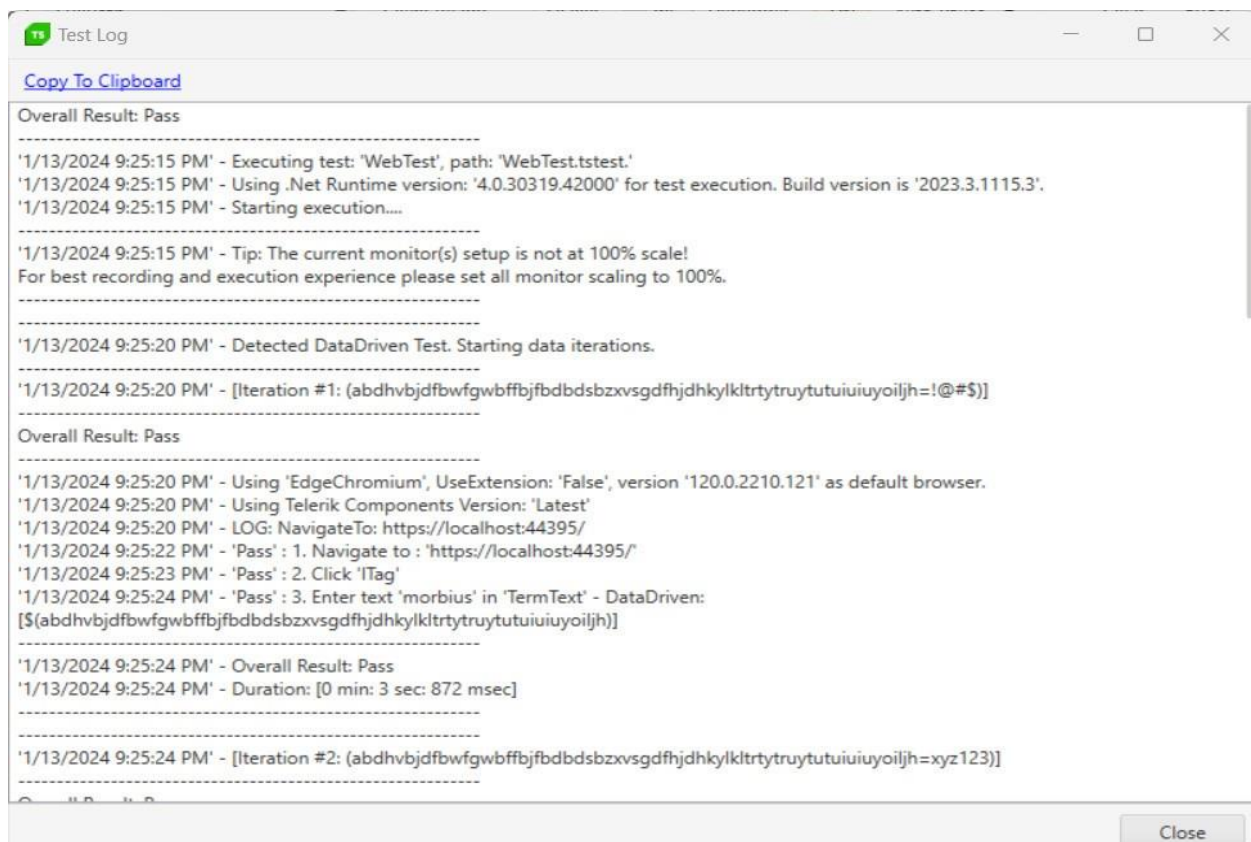 TS Test Log
Copy To Clipboard
Overall Result: Pass
------------------------------------------------------------
'1/13/2024 9:25:15 PM' - Executing test: 'WebTest', path: 'WebTest.tstest.'
'1/13/2024 9:25:15 PM' - Using .Net Runtime version: '4.0.30319.42000' for test execution. Build version is '2023.3.1115.3'.
'1/13/2024 9:25:15 PM' - Starting execution....
------------------------------------------------------------
'1/13/2024 9:25:15 PM' - Tip: The current monitor(s) setup is not at 100% scale!
For best recording and execution experience please set all monitor scaling to 100%.
------------------------------------------------------------
------------------------------------------------------------
'1/13/2024 9:25:20 PM' - Detected DataDriven Test. Starting data iterations.
------------------------------------------------------------
'1/13/2024 9:25:20 PM' - [Iteration #1: (abdhvbjdfbwfgwbffbjfbdbdsbzxvsgdfhjdhkylkltrtytruytutuiuiuyoiljh=!@#$)]
------------------------------------------------------------
Overall Result: Pass
------------------------------------------------------------
'1/13/2024 9:25:20 PM' - Using 'EdgeChromium', UseExtension: 'False', version '120.0.2210.121' as default browser.
'1/13/2024 9:25:20 PM' - Using Telerik Components Version: 'Latest'
'1/13/2024 9:25:20 PM' - LOG: NavigateTo: https://localhost:44395/
'1/13/2024 9:25:22 PM' - 'Pass' : 1. Navigate to : 'https://localhost:44395/'
'1/13/2024 9:25:23 PM' - 'Pass' : 2. Click 'ITag'
'1/13/2024 9:25:24 PM' - 'Pass' : 3. Enter text 'morbius' in 'TermText' - DataDriven:
[$(abdhvbjdfbwfgwbffbjfbdbdsbzxvsgdfhjdhkylkltrtytruytutuiuiuyoiljh)]
------------------------------------------------------------
'1/13/2024 9:25:24 PM' - Overall Result: Pass
'1/13/2024 9:25:24 PM' - Duration: [0 min: 3 sec: 872 msec]
------------------------------------------------------------
------------------------------------------------------------
'1/13/2024 9:25:24 PM' - [Iteration #2: (abdhvbjdfbwfgwbffbjfbdbdsbzxvsgdfhjdhkylkltrtytruytutuiuiuyoiljh=xyz123)]
------------------------------------------------------------
Close